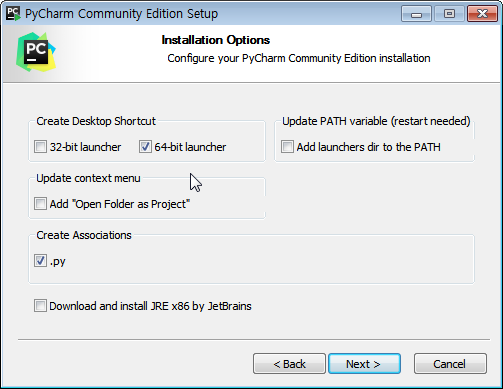 PC PyCharm Community Edition Setup
PC
Installation Options
Configure your PyCharm Community Edition installation
Create Desktop Shortcut
Update PATH variable (restart needed)
32-bit launcher
64-bit launcher
Add launchers dir to the PATH
Update context menu
Add "Open Folder as Project"
Create Associations
.py
Download and install JRE x86 by JetBrains
< Back
Next >
Cancel